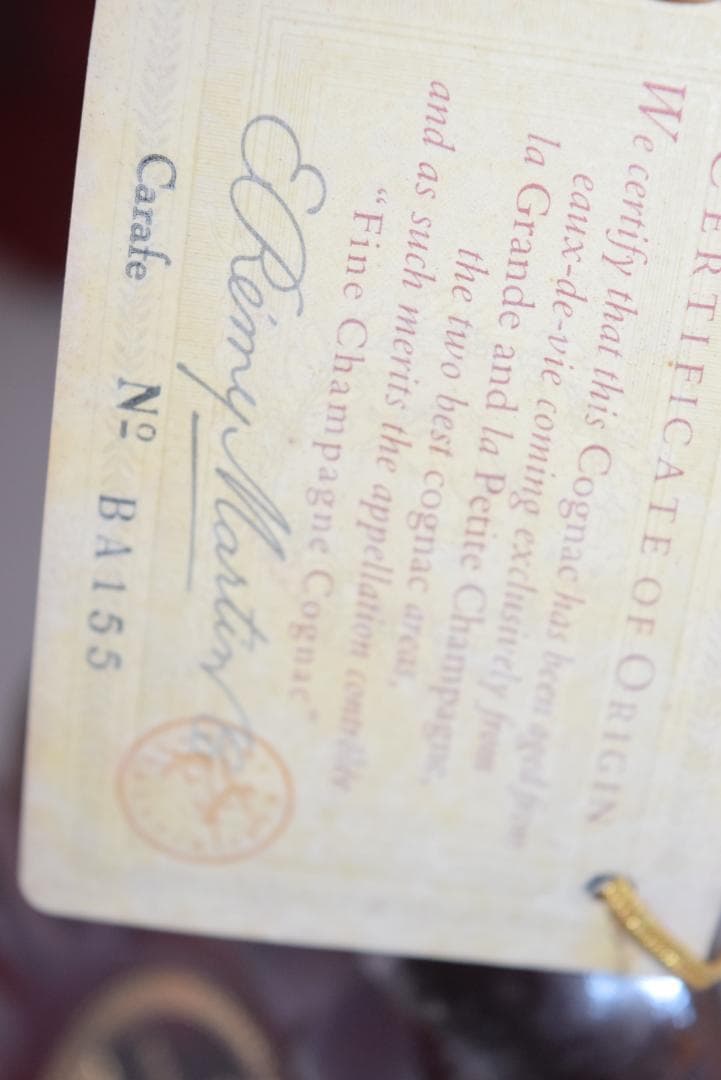 CERTIFICATE OF ORIGIN
We certify that this Cognac has been aged from
eaux-de-vie coming exclusively from
la Grande and la Petite Champagne,
the two best cognac areas,
and as such merits the appellation contrôlée
"Fine Champagne Cognac"
E. Rémy Martin
Carafe Nº BA155